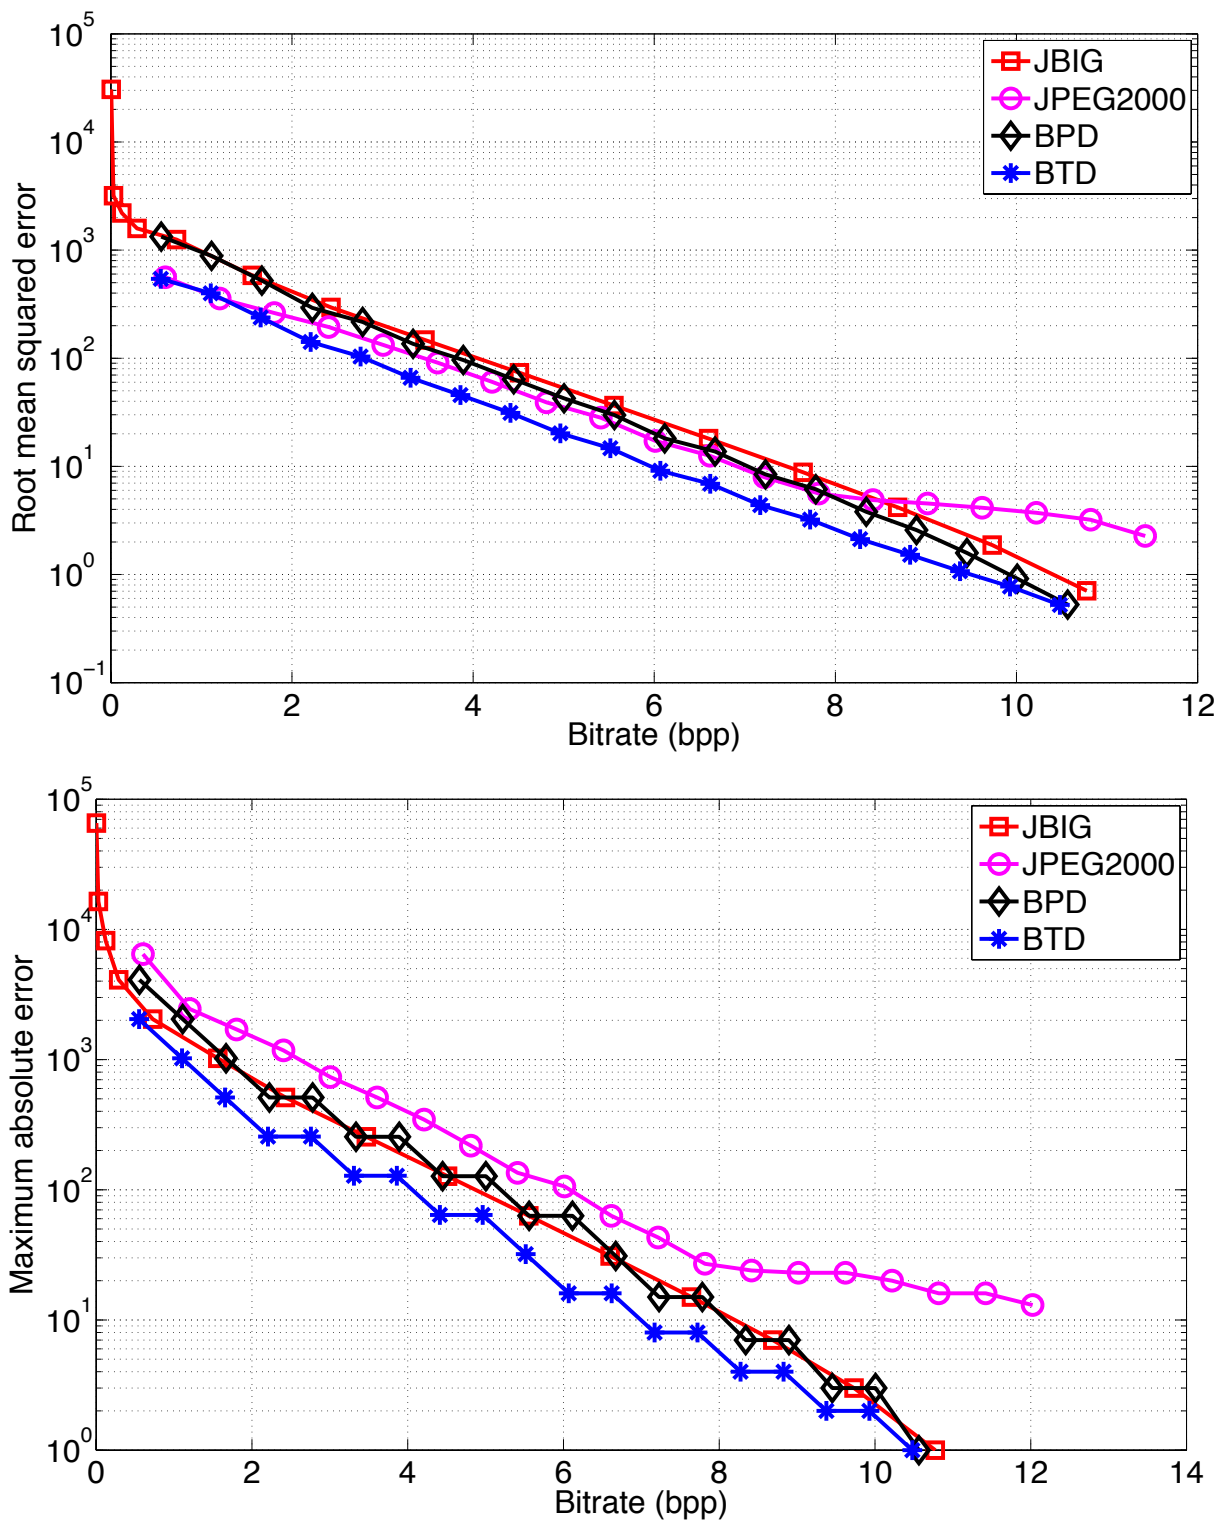 10^5
10^4
10^3
10^2
10^1
10^0
10^−1
Root mean squared error
JBIG
JPEG2000
BPD
BTD
0 2 4 6 8 10 12
Bitrate (bpp)
10^5
10^4
10^3
10^2
10^1
10^0
Maximum absolute error
JBIG
JPEG2000
BPD
BTD
0 2 4 6 8 10 12 14
Bitrate (bpp)